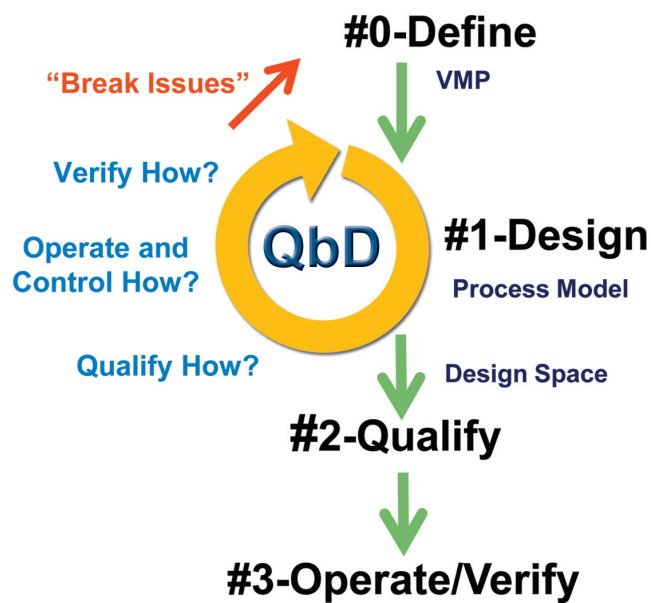 #0-Define
“Break Issues”
VMP
Verify How?
QbD
#1-Design
Operate and
Control How?
Process Model
Qualify How?
Design Space
#2-Qualify
#3-Operate/Verify